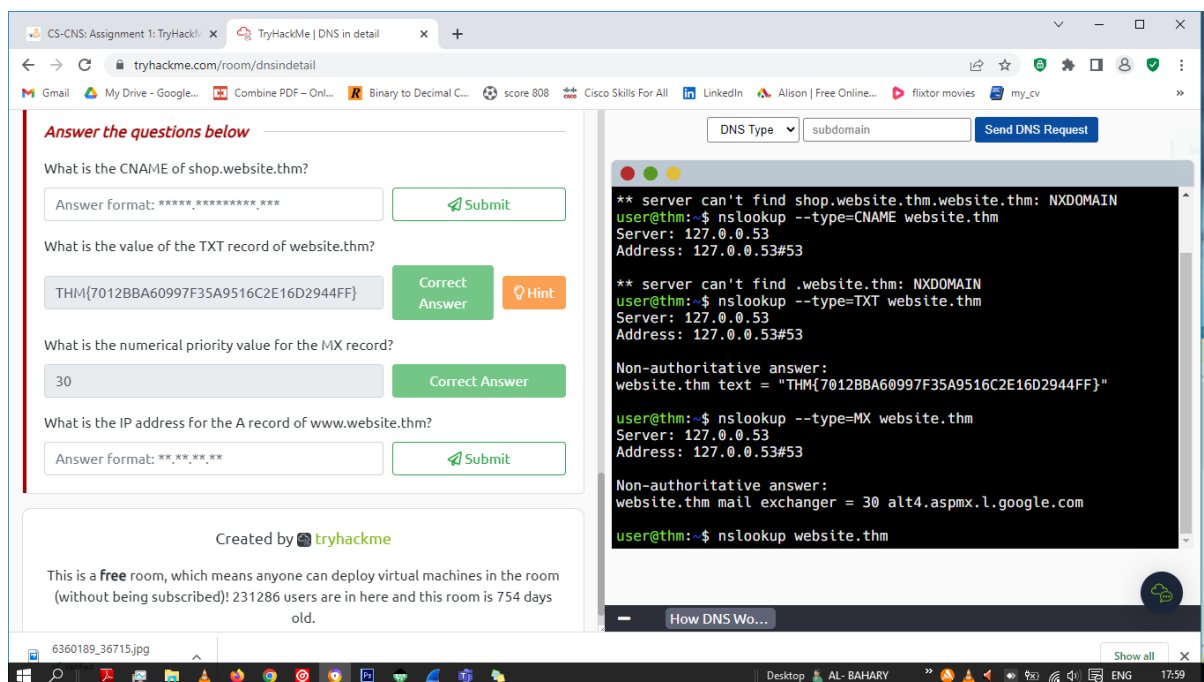 CS-CNS: Assignment 1: TryHackM
TryHackMe | DNS in detail
tryhackme.com/room/dnsindetail
Gmail
My Drive - Google...
Combine PDF – Onl...
Binary to Decimal C...
score 808
Cisco Skills For All
LinkedIn
Alison | Free Online...
flixtor movies
my_cv
»
Answer the questions below
What is the CNAME of shop.website.thm?
Answer format: *****.*********.***
Submit
What is the value of the TXT record of website.thm?
THM{7012BBA60997F35A9516C2E16D2944FF}
Correct
Answer
Hint
What is the numerical priority value for the MX record?
30
Correct Answer
What is the IP address for the A record of www.website.thm?
Answer format: **.**.**.**
Submit
Created by tryhackme
This is a free room, which means anyone can deploy virtual machines in the room
(without being subscribed)! 231286 users are in here and this room is 754 days
old.
DNS Type
subdomain
Send DNS Request
** server can't find shop.website.thm.website.thm: NXDOMAIN
user@thm:~$ nslookup --type=CNAME website.thm
Server: 127.0.0.53
Address: 127.0.0.53#53
** server can't find .website.thm: NXDOMAIN
user@thm:~$ nslookup --type=TXT website.thm
Server: 127.0.0.53
Address: 127.0.0.53#53
Non-authoritative answer:
website.thm text = "THM{7012BBA60997F35A9516C2E16D2944FF}"
user@thm:~$ nslookup --type=MX website.thm
Server: 127.0.0.53
Address: 127.0.0.53#53
Non-authoritative answer:
website.thm mail exchanger = 30 alt4.aspmx.l.google.com
user@thm:~$ nslookup website.thm
How DNS Wo...
6360189_36715.jpg
Show all
Desktop
AL- BAHARY
»
ENG
17:59